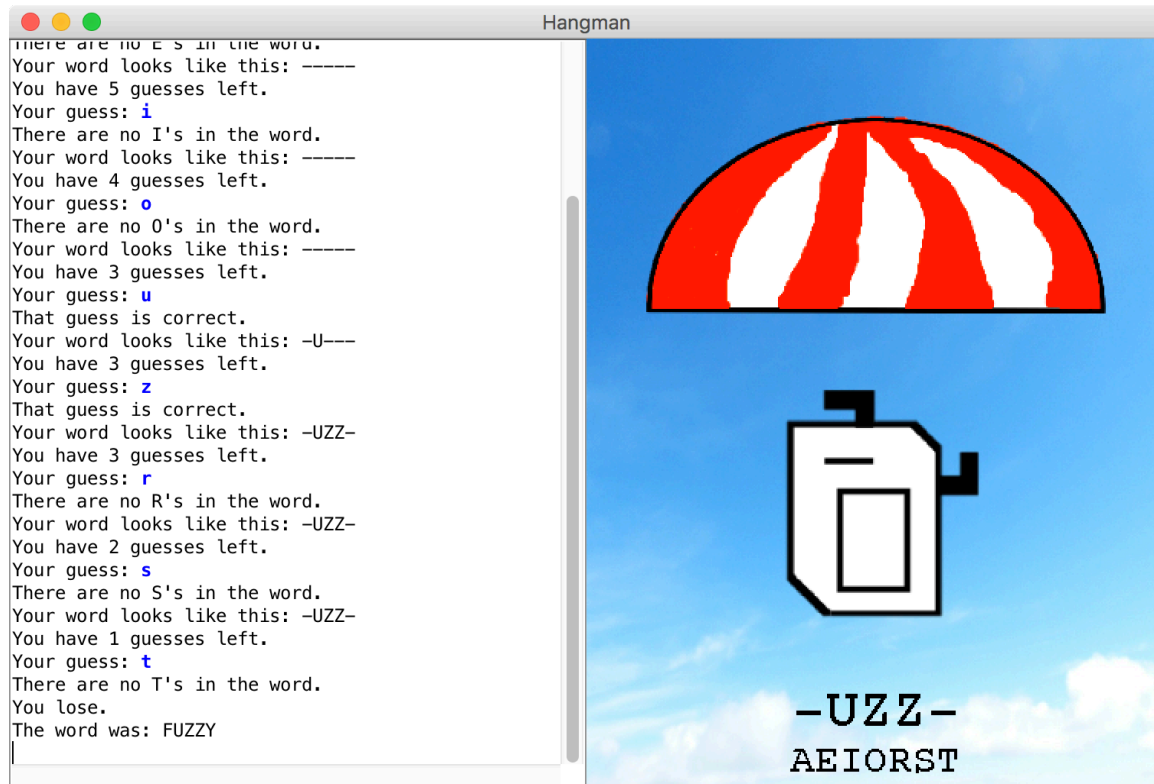 Hangman
There are no E's in the word.
Your word looks like this: -----
You have 5 guesses left.
Your guess: i
There are no I's in the word.
Your word looks like this: -----
You have 4 guesses left.
Your guess: o
There are no O's in the word.
Your word looks like this: -----
You have 3 guesses left.
Your guess: u
That guess is correct.
Your word looks like this: -U---
You have 3 guesses left.
Your guess: z
That guess is correct.
Your word looks like this: -UZZ-
You have 3 guesses left.
Your guess: r
There are no R's in the word.
Your word looks like this: -UZZ-
You have 2 guesses left.
Your guess: s
There are no S's in the word.
Your word looks like this: -UZZ-
You have 1 guesses left.
Your guess: t
There are no T's in the word.
You lose.
The word was: FUZZY
-UZZ-
AEIORST